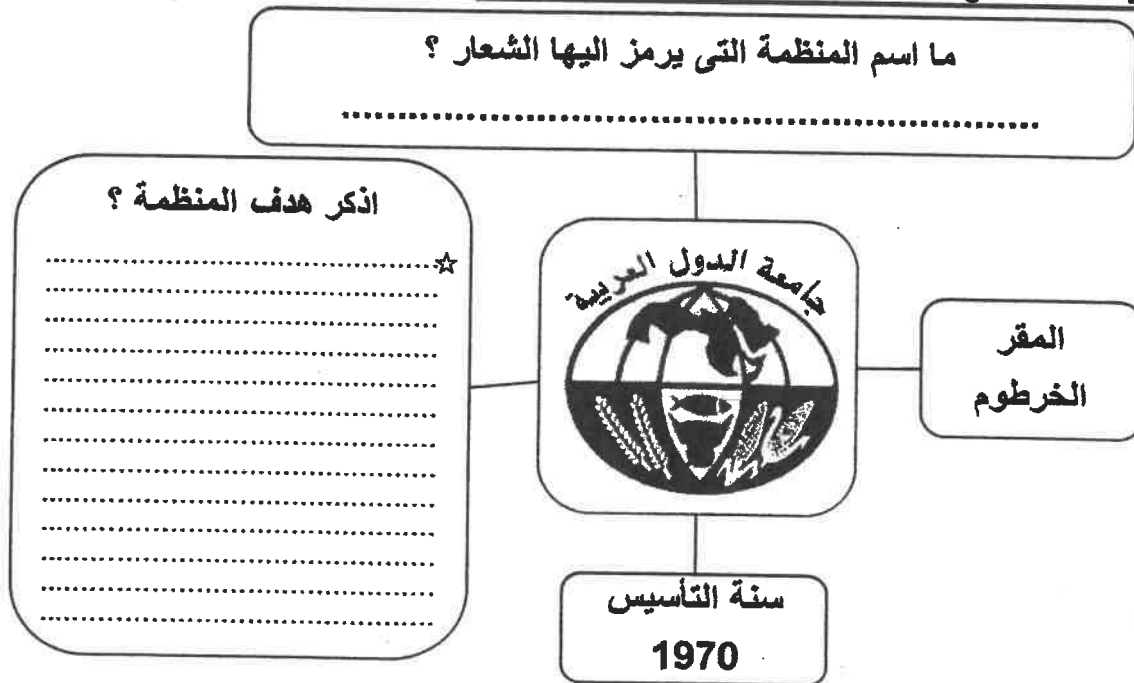 ما اسم المنظمة التى يرمز اليها الشعار ؟
اذكر هدف المنظمة ؟
جامعة الدول العربية
المقر
الخرطوم
سنة التأسيس
1970